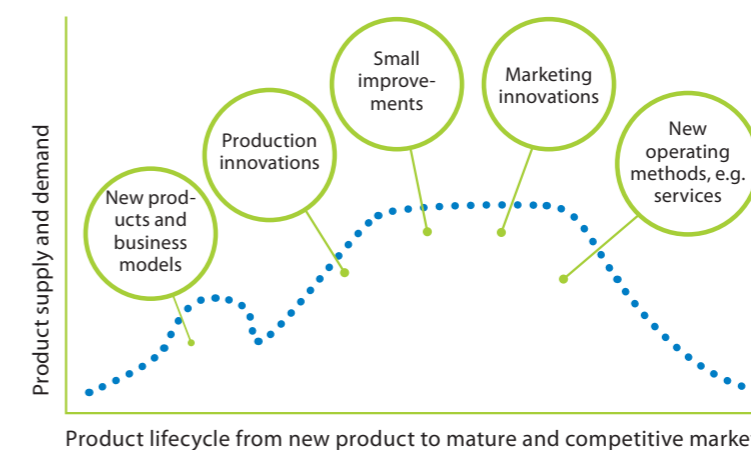 Small
improve-
ments
Marketing
innovations
Production
innovations
New
operating
methods, e.g.
services
New prod-
ucts and
business
models
Product supply and demand
Product lifecycle from new product to mature and competitive marke